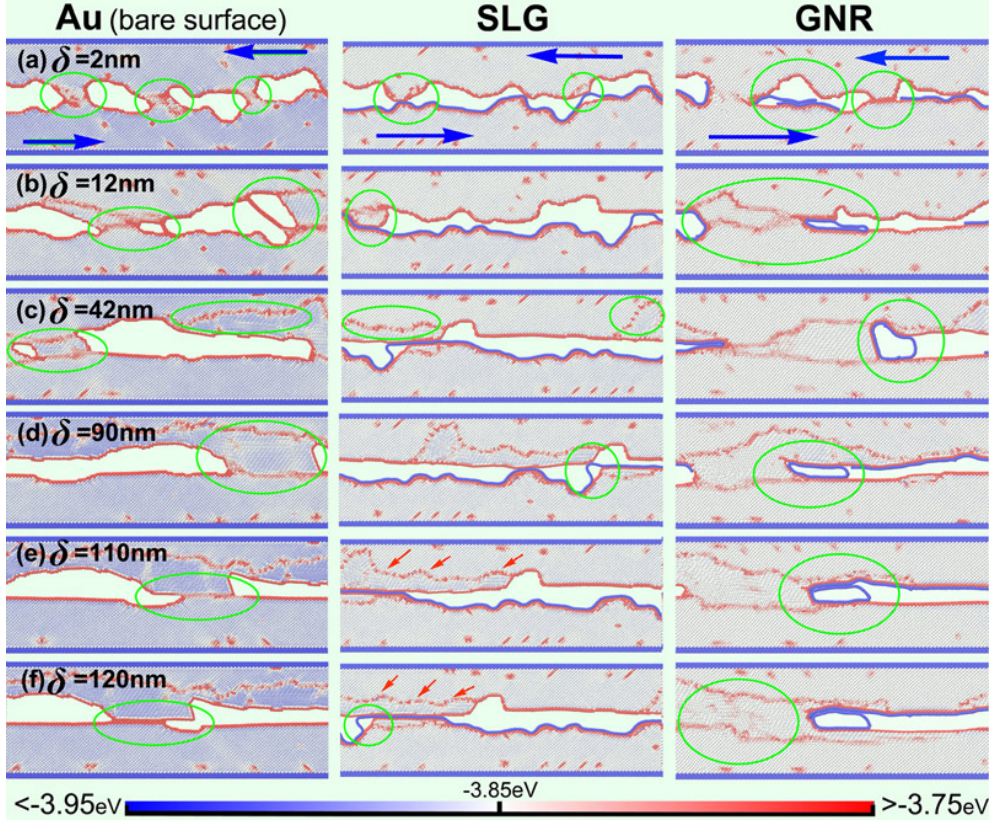 Au (bare surface) SLG GNR
(a) δ =2nm
(b) δ =12nm
(c) δ =42nm
(d) δ =90nm
(e) δ =110nm
(f) δ =120nm
<-3.95eV -3.85eV >-3.75eV